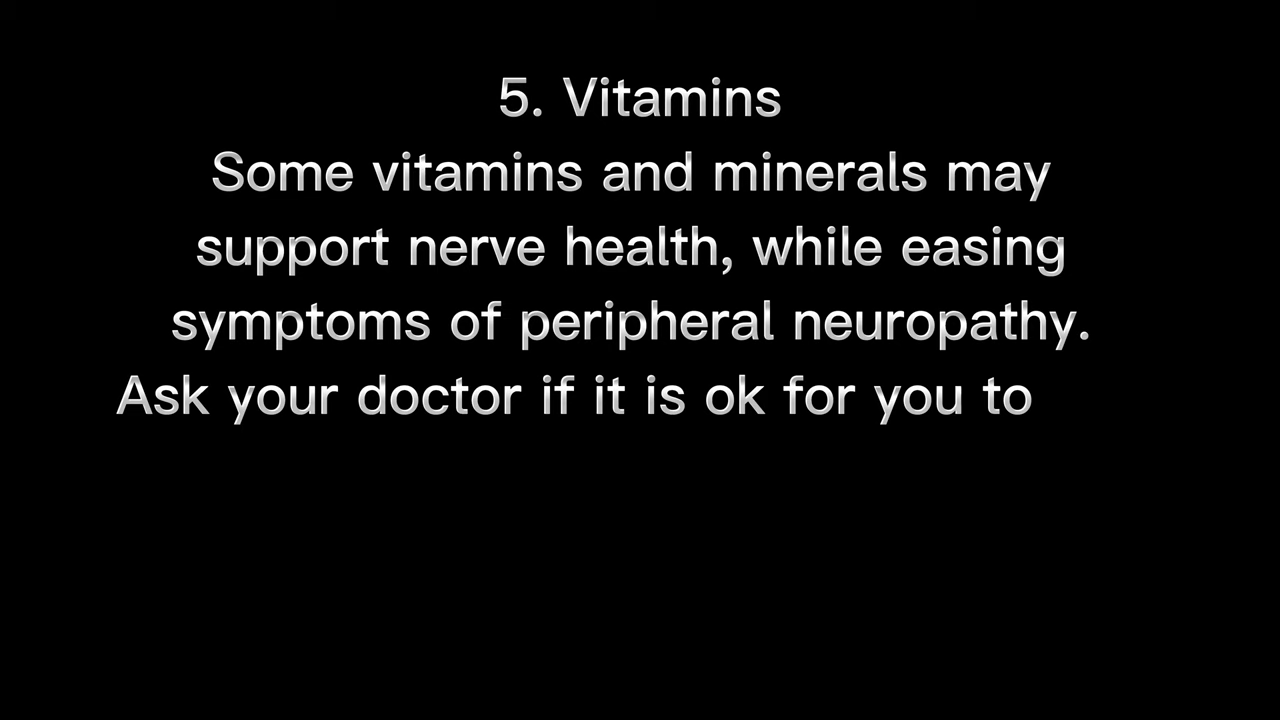 5. Vitamins
Some vitamins and minerals may
support nerve health, while easing
symptoms of peripheral neuropathy.
Ask your doctor if it is ok for you to